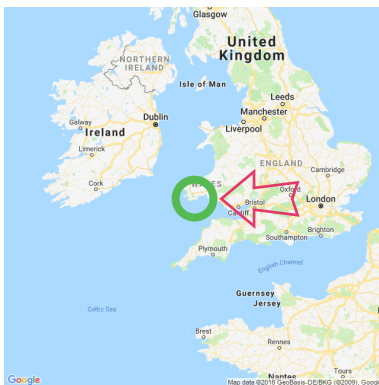 Glasgow
United
Kingdom
NORTHERN
IRELAND
Isle of Man
Leeds
Manchester
Dublin
Galway
Ireland
Liverpool
Limerick
ENGLAND
Cambridge
Cork
Oxford
Bristol
London
Cardiff
Southampton
Brighton
Plymouth
English Channel
Guernsey
Jersey
Celtic Sea
Brest
Rennes
Tours
Nantes
Google
Map data ©2018 GeoBasis-DE/BKG (©2009), Googl